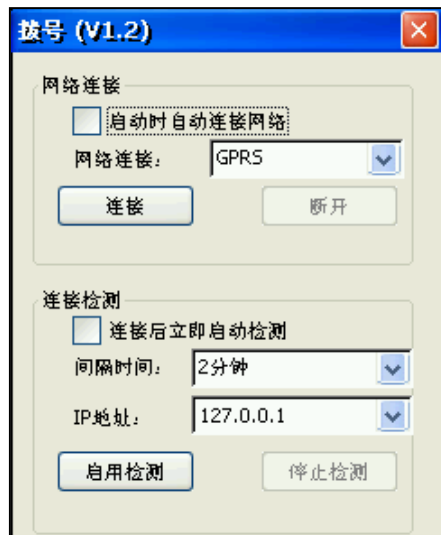 拨号 (V1.2)
网络连接
启动时自动连接网络
网络连接： GPRS
连接 断开
连接检测
连接后立即启动检测
间隔时间： 2分钟
IP地址： 127.0.0.1
启用检测 停止检测